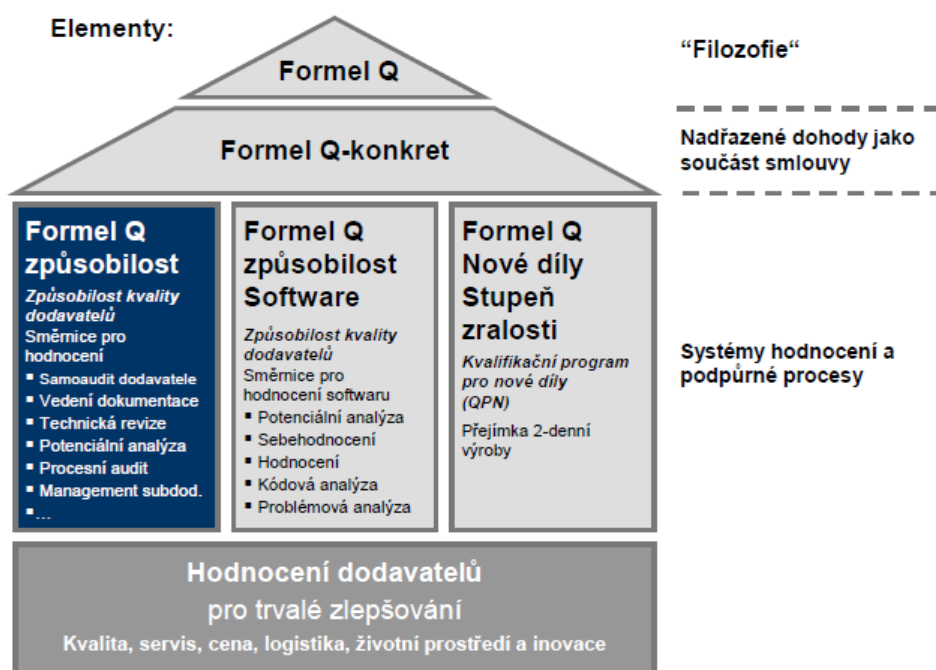 Elementy:
Formel Q
“Filozofie“
Formel Q-konkret
Nadřazené dohody jako
součást smlouvy
Formel Q
způsobilost
Způsobilost kvality
dodavatelů
Směrnice pro
hodnocení
▪ Samoaudit dodavatele
▪ Vedení dokumentace
▪ Technická revize
▪ Potenciální analýza
▪ Procesní audit
▪ Management subdod.
▪...
Formel Q
způsobilost
Software
Způsobilost kvality
dodavatelů
Směrnice pro
hodnocení softwaru
▪ Potenciální analýza
▪ Sebehodnocení
▪ Hodnocení
▪ Kódová analýza
▪ Problémová analýza
Formel Q
Nové díly
Stupeň
zralosti
Kvalifikační program
pro nové díly
(QPN)
Přejímka 2-denní
výroby
Systémy hodnocení a
podpůrné procesy
Hodnocení dodavatelů
pro trvalé zlepšování
Kvalita, servis, cena, logistika, životní prostředí a inovace